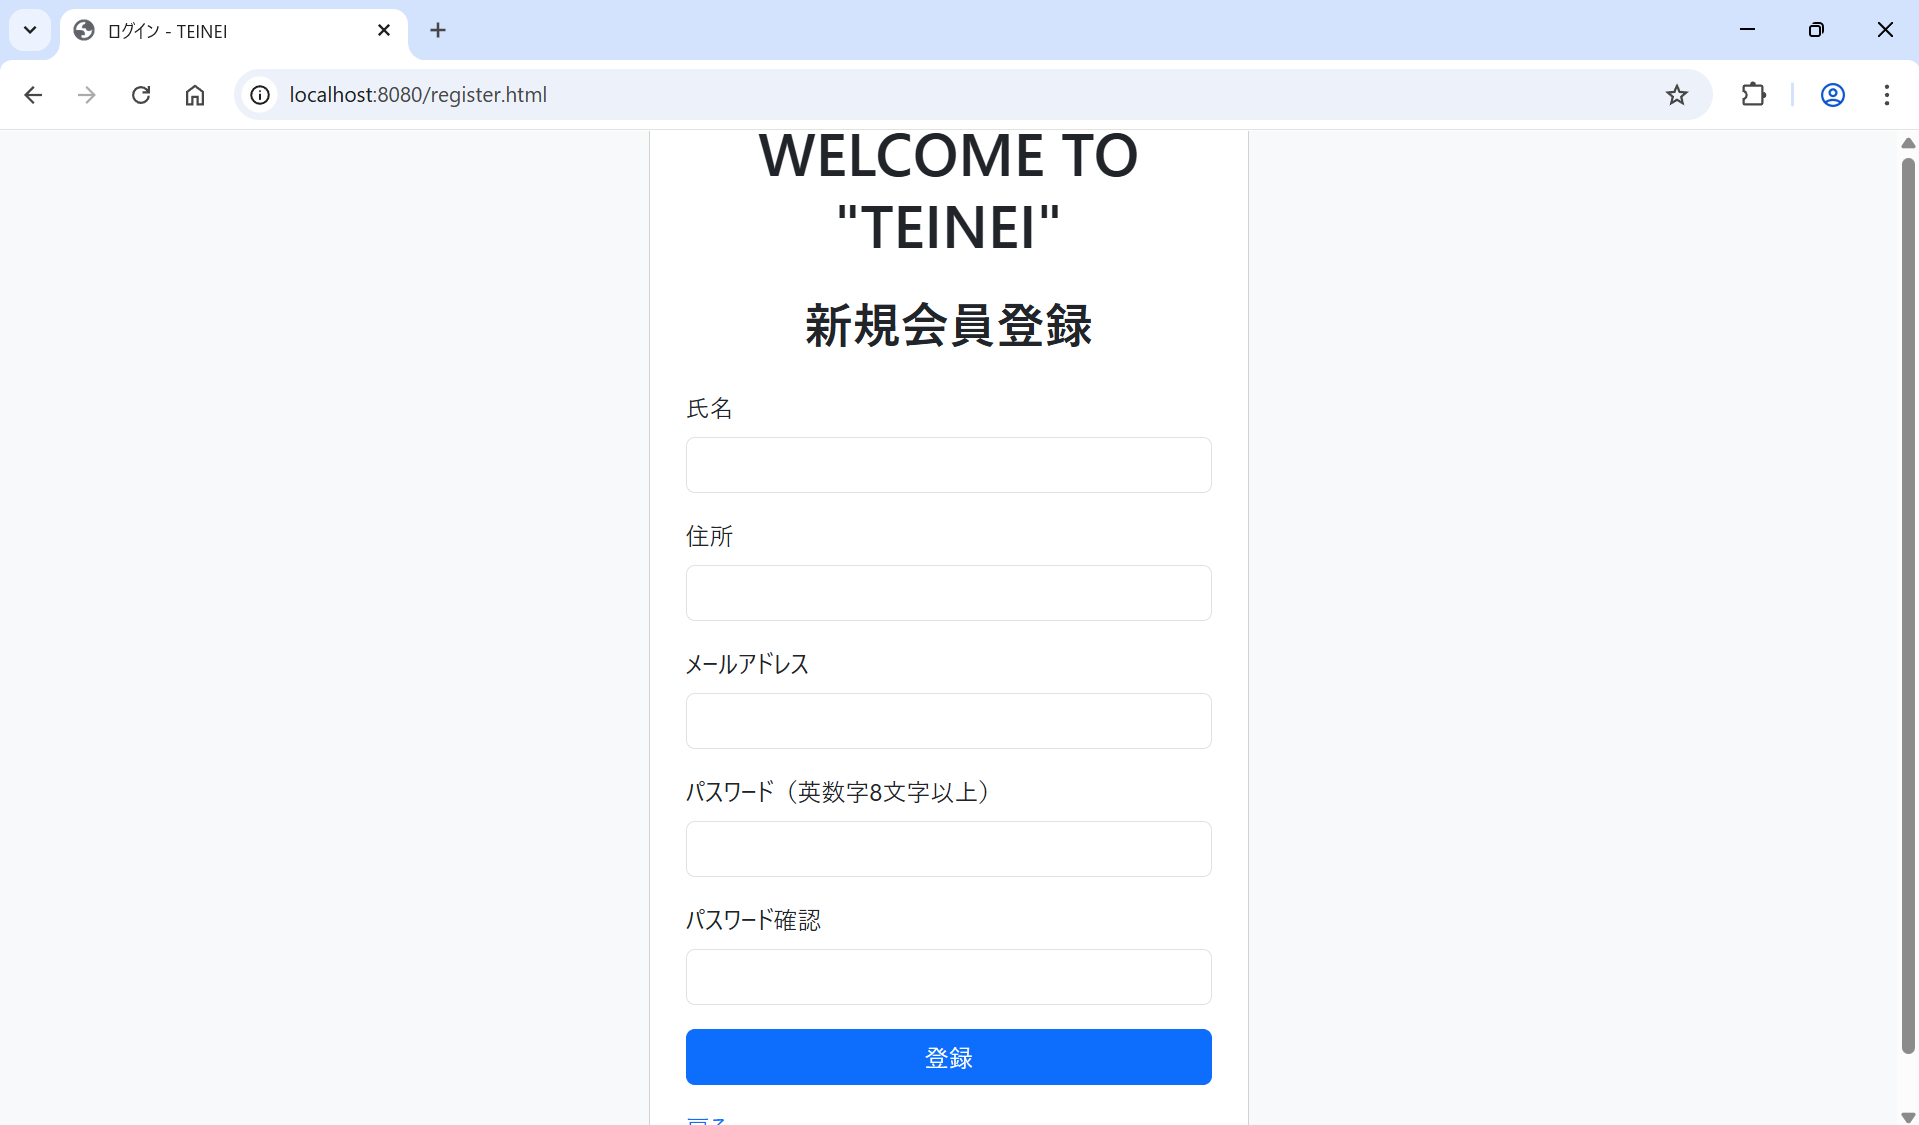 ログイン - TEINEI
localhost:8080/register.html
WELCOME TO
"TEINEI"
新規会員登録
氏名
住所
メールアドレス
パスワード（英数字8文字以上）
パスワード確認
登録